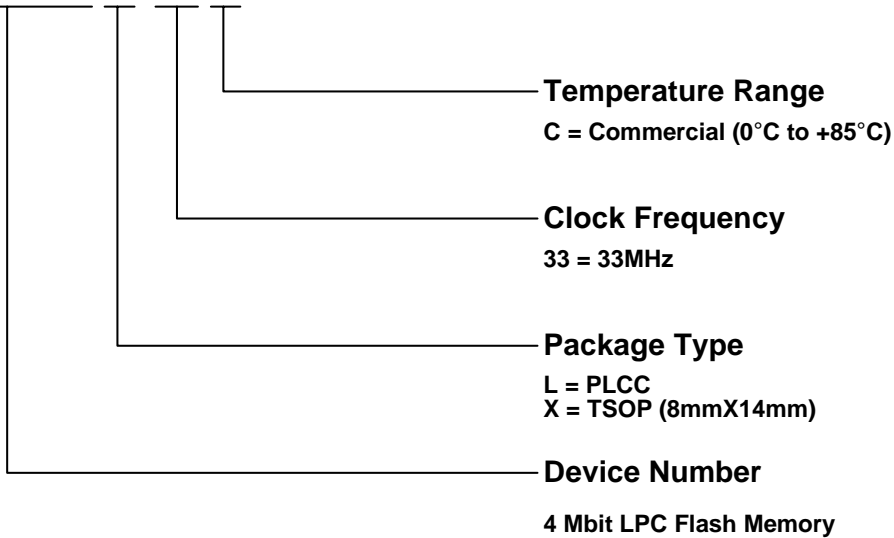 Temperature Range
C = Commercial (0°C to +85°C)
Clock Frequency
33 = 33MHz
Package Type
L = PLCC
X = TSOP (8mmX14mm)
Device Number
4 Mbit LPC Flash Memory